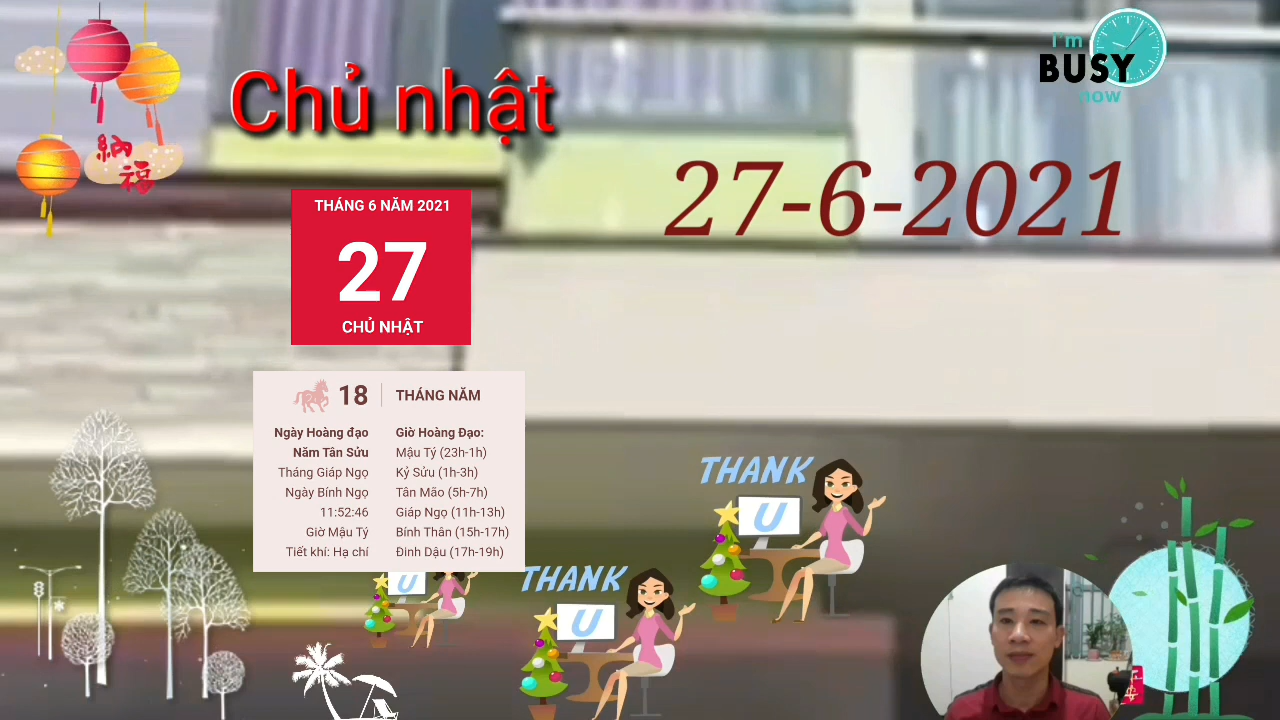 I'm
BUSY
now
Chủ nhật
納
福
27-6-2021
THÁNG 6 NĂM 2021
27
CHỦ NHẬT
18
THÁNG NĂM
Ngày Hoàng đạo
Năm Tân Sửu
Tháng Giáp Ngọ
Ngày Bính Ngọ
11:52:46
Giờ Mậu Tý
Tiết khí: Hạ chí
Giờ Hoàng Đạo:
Mậu Tý (23h-1h)
Kỷ Sửu (1h-3h)
Tân Mão (5h-7h)
Giáp Ngọ (11h-13h)
Bính Thân (15h-17h)
Đinh Dậu (17h-19h)
THANK
U
THANK
U
U